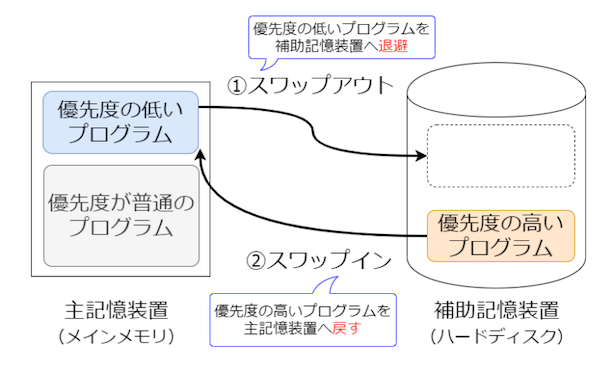 優先度の低いプログラムを
補助記憶装置へ退避
①スワップアウト
優先度の低い
プログラム
優先度が普通の
プログラム
優先度の高い
プログラム
②スワップイン
優先度の高いプログラムを
主記憶装置へ戻す
主記憶装置
（メインメモリ）
補助記憶装置
（ハードディスク）